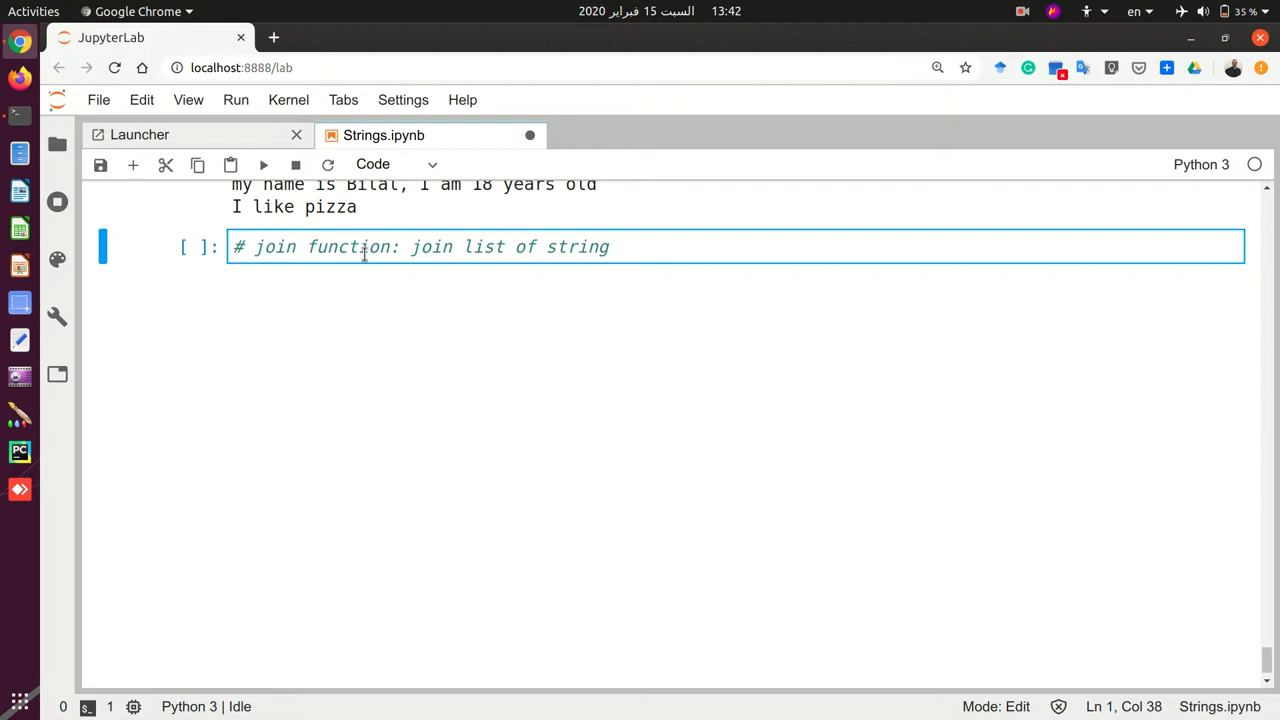 Activities
Google Chrome
السبت 15 فبراير 2020 13:42
en
35 %
JupyterLab
localhost:8888/lab
File Edit View Run Kernel Tabs Settings Help
Launcher
Strings.ipynb
Code
Python 3
my name is Bilal, I am 18 years old
I like pizza
[ ]: # join function: join list of string
PC
0 $_ 1 Python 3 | Idle Mode: Edit Ln 1, Col 38 Strings.ipynb